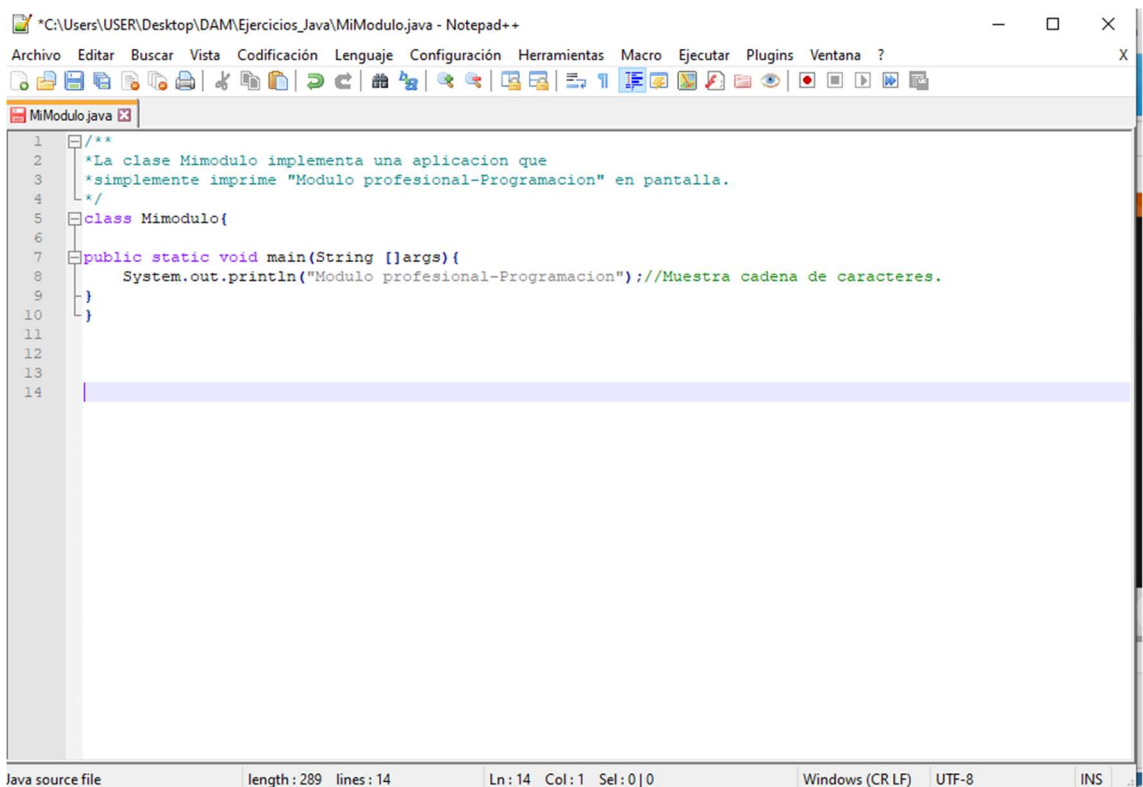 *C:\Users\USER\Desktop\DAM\Ejercicios_Java\MiModulo.java - Notepad++
Archivo Editar Buscar Vista Codificación Lenguaje Configuración Herramientas Macro Ejecutar Plugins Ventana ? X
MiModulo.java
1 /**
2 *La clase Mimodulo implementa una aplicacion que
3 *simplemente imprime "Modulo profesional-Programacion" en pantalla.
4 */
5 class Mimodulo{
6
7 public static void main(String []args){
8 System.out.println("Modulo profesional-Programacion");//Muestra cadena de caracteres.
9 }
10 }
11
12
13
14
Java source file length : 289 lines : 14 Ln : 14 Col : 1 Sel : 0 | 0 Windows (CR LF) UTF-8 INS